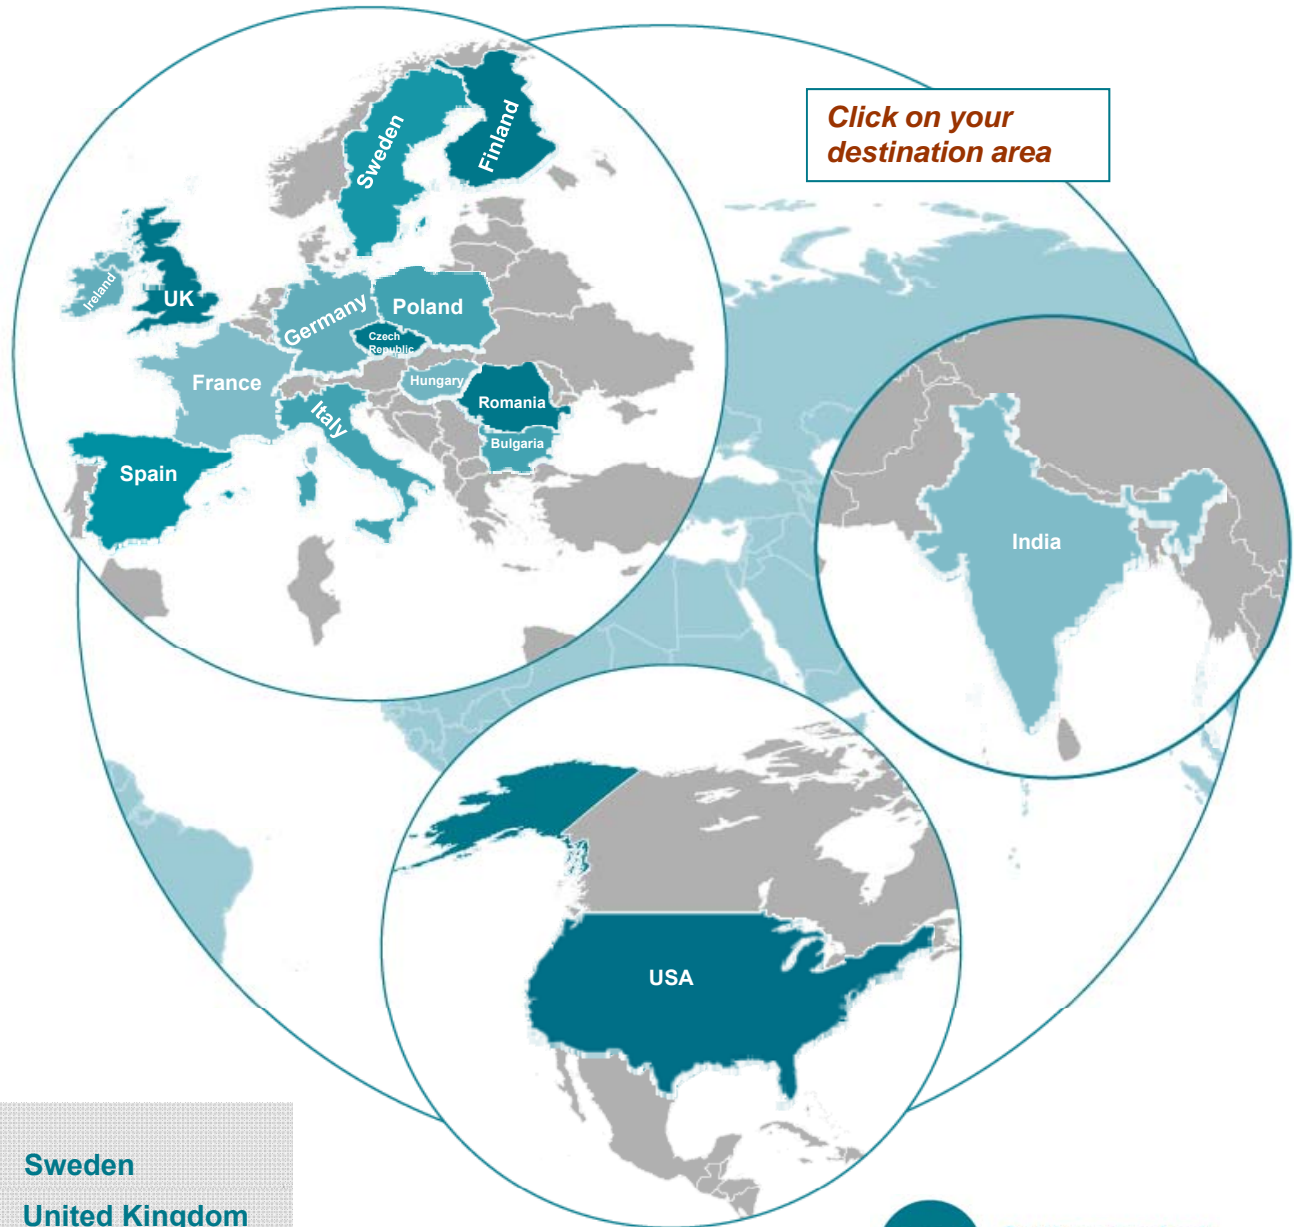 Click on your
destination area
Sweden
Finland
Ireland
UK
Germany
Poland
Czech
Republic
France
Hungary
Italy
Romania
Bulgaria
Spain
India
USA
Sweden
United Kingdom